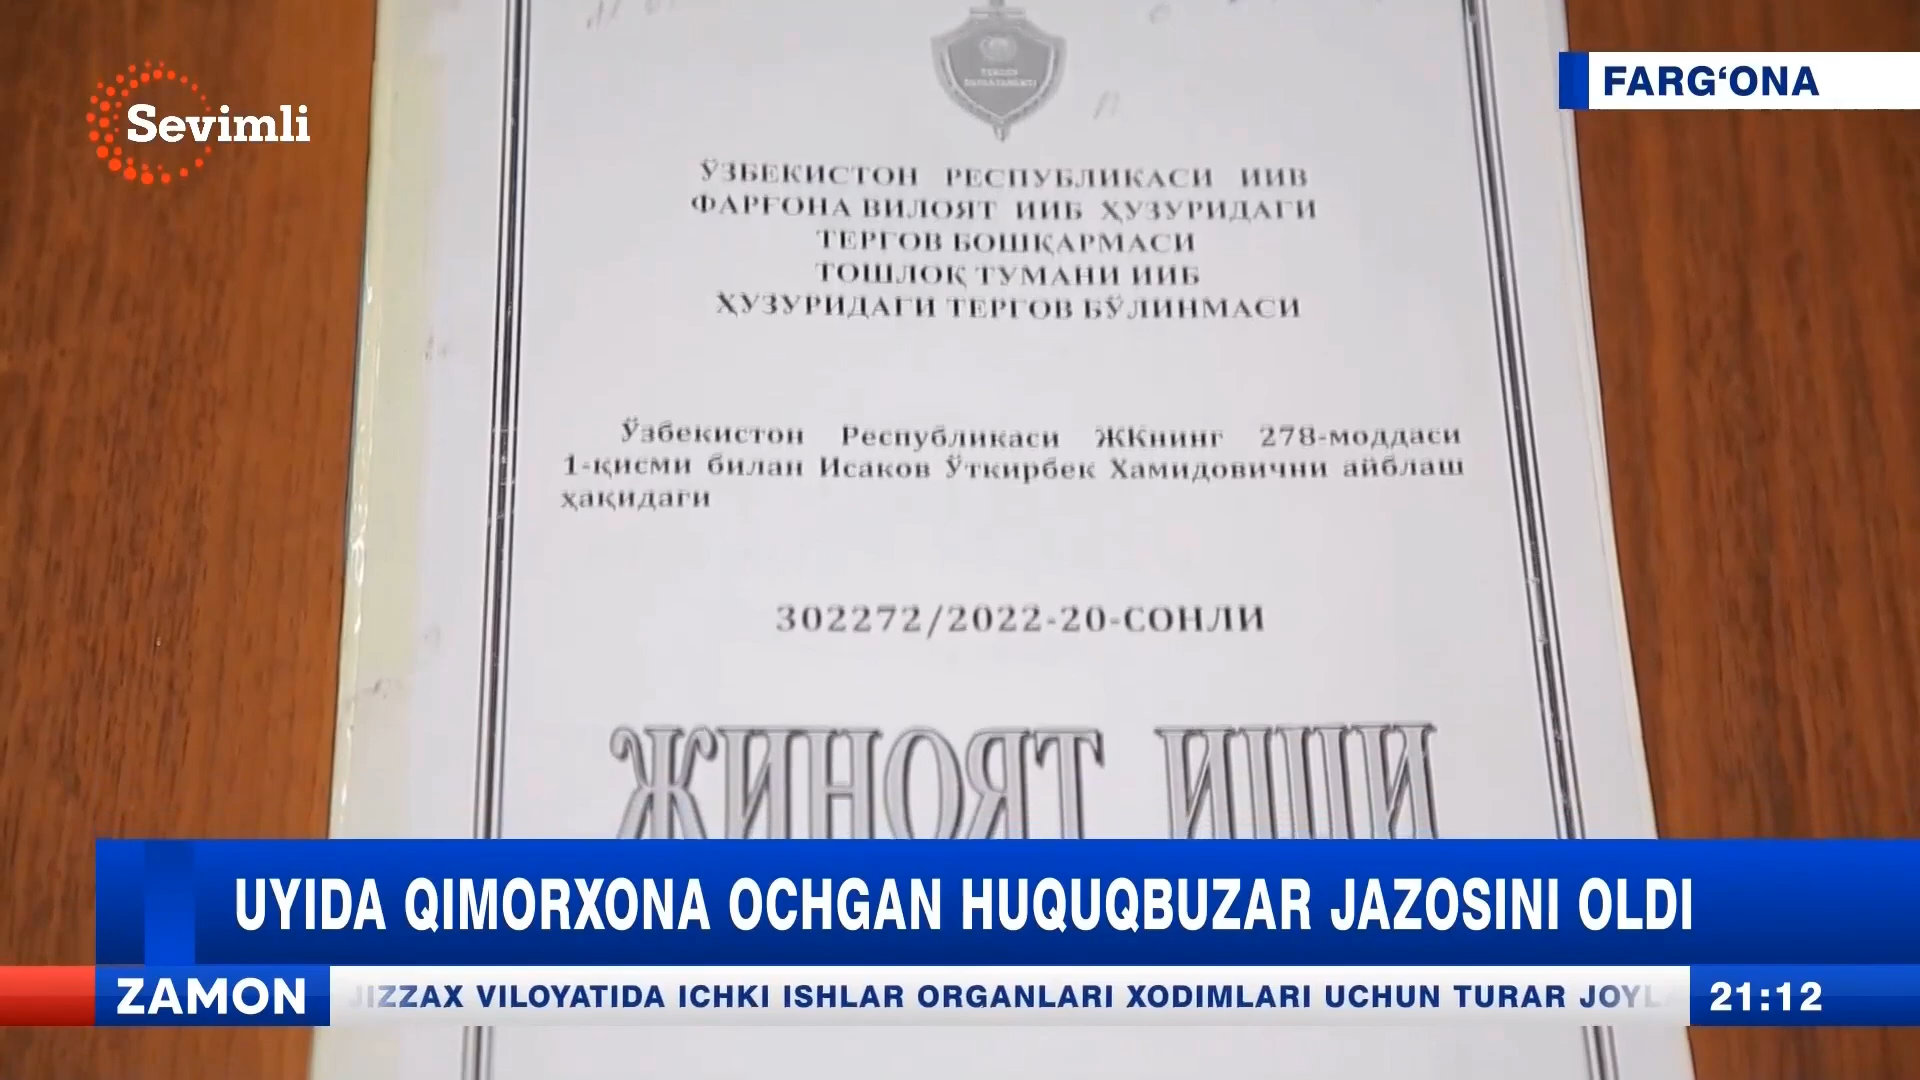 Sevimli
FARG‘ONA
ЎЗБЕКИСТОН РЕСПУБЛИКАСИ ИИВ
ФАРҒОНА ВИЛОЯТ ИИБ ҲУЗУРИДАГИ
ТЕРГОВ БОШҚАРМАСИ
ТОШЛОҚ ТУМАНИ ИИБ
ҲУЗУРИДАГИ ТЕРГОВ БЎЛИНМАСИ
Ўзбекистон Республикаси ЖКнинг 278-моддаси
1-қисми билан Исаков Ўткирбек Хамидовични айблаш
ҳақидаги
302272/2022-20-СОНЛИ
ЖИНОЯТ ИШИ
UYIDA QIMORXONA OCHGAN HUQUQBUZAR JAZOSINI OLDI
ZAMON
JIZZAX VILOYATIDA ICHKI ISHLAR ORGANLARI XODIMLARI UCHUN TURAR JOYLA
21:12